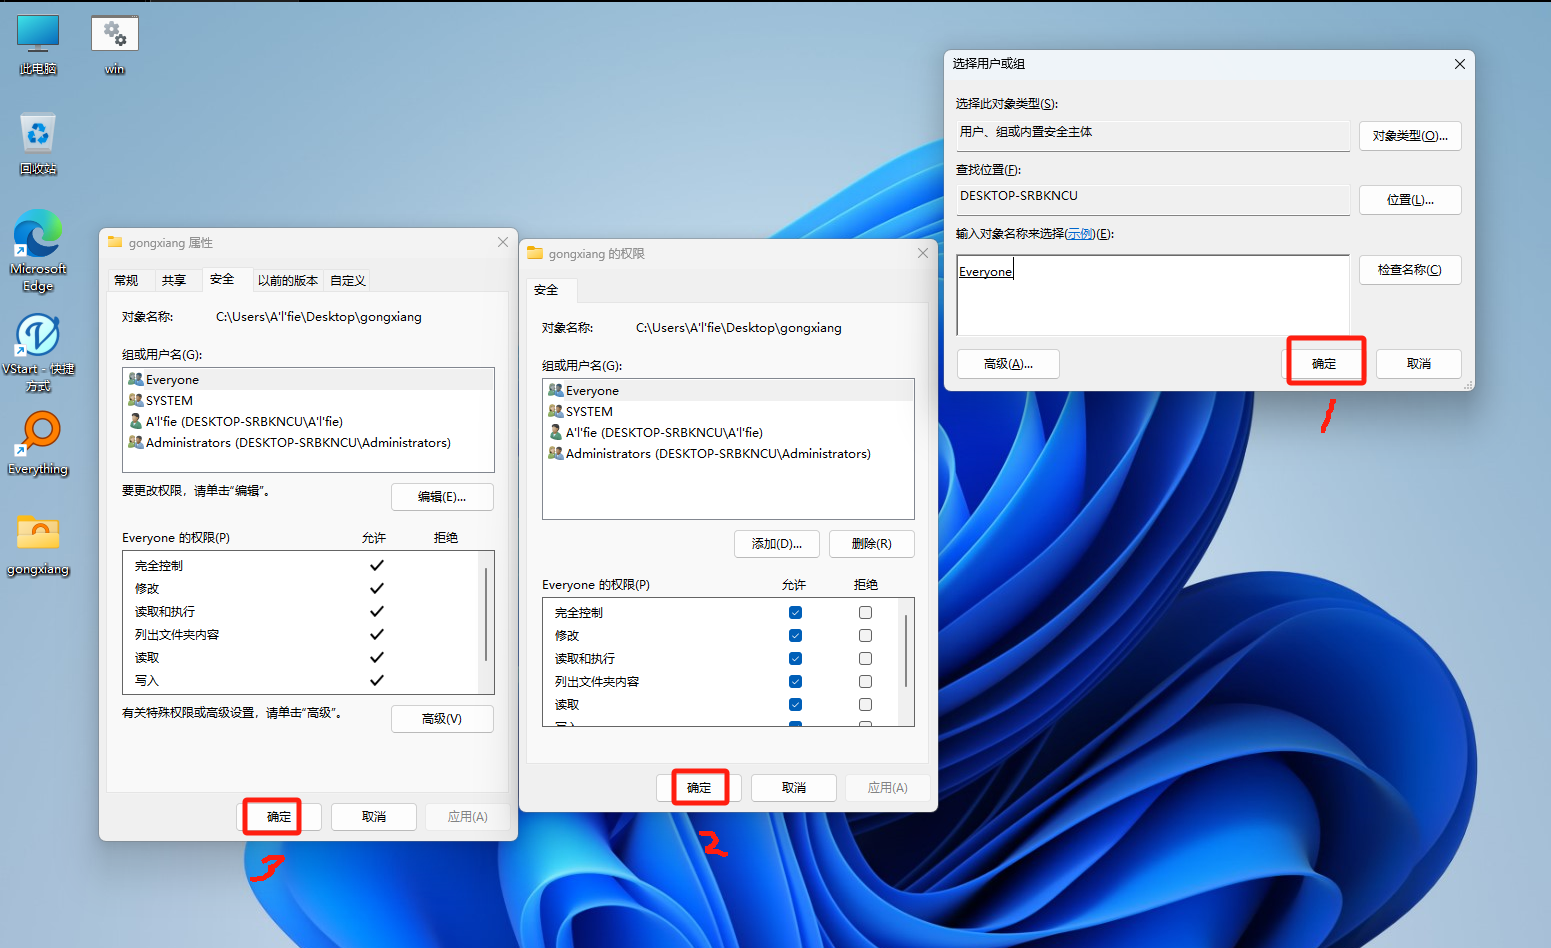 此电脑
win
回收站
Microsoft
Edge
VStart - 快捷
方式
Everything
gongxiang
gongxiang 属性
常规 共享 安全 以前的版本 自定义
对象名称: C:\Users\A'l'fie\Desktop\gongxiang
组或用户名(G):
Everyone
SYSTEM
A'l'fie (DESKTOP-SRBKNCU\A'l'fie)
Administrators (DESKTOP-SRBKNCU\Administrators)
要更改权限，请单击“编辑”。 编辑(E)...
Everyone 的权限(P) 允许 拒绝
完全控制
修改
读取和执行
列出文件夹内容
读取
写入
有关特殊权限或高级设置，请单击“高级”。 高级(V)
确定 取消 应用(A)
3
gongxiang 的权限
安全
对象名称: C:\Users\A'l'fie\Desktop\gongxiang
组或用户名(G):
Everyone
SYSTEM
A'l'fie (DESKTOP-SRBKNCU\A'l'fie)
Administrators (DESKTOP-SRBKNCU\Administrators)
添加(D)... 删除(R)
Everyone 的权限(P) 允许 拒绝
完全控制
修改
读取和执行
列出文件夹内容
读取
确定 取消 应用(A)
2
选择用户或组
选择此对象类型(S):
用户、组或内置安全主体 对象类型(O)...
查找位置(F):
DESKTOP-SRBKNCU 位置(L)...
输入对象名称来选择(示例)(E):
Everyone 检查名称(C)
高级(A)... 确定 取消
1